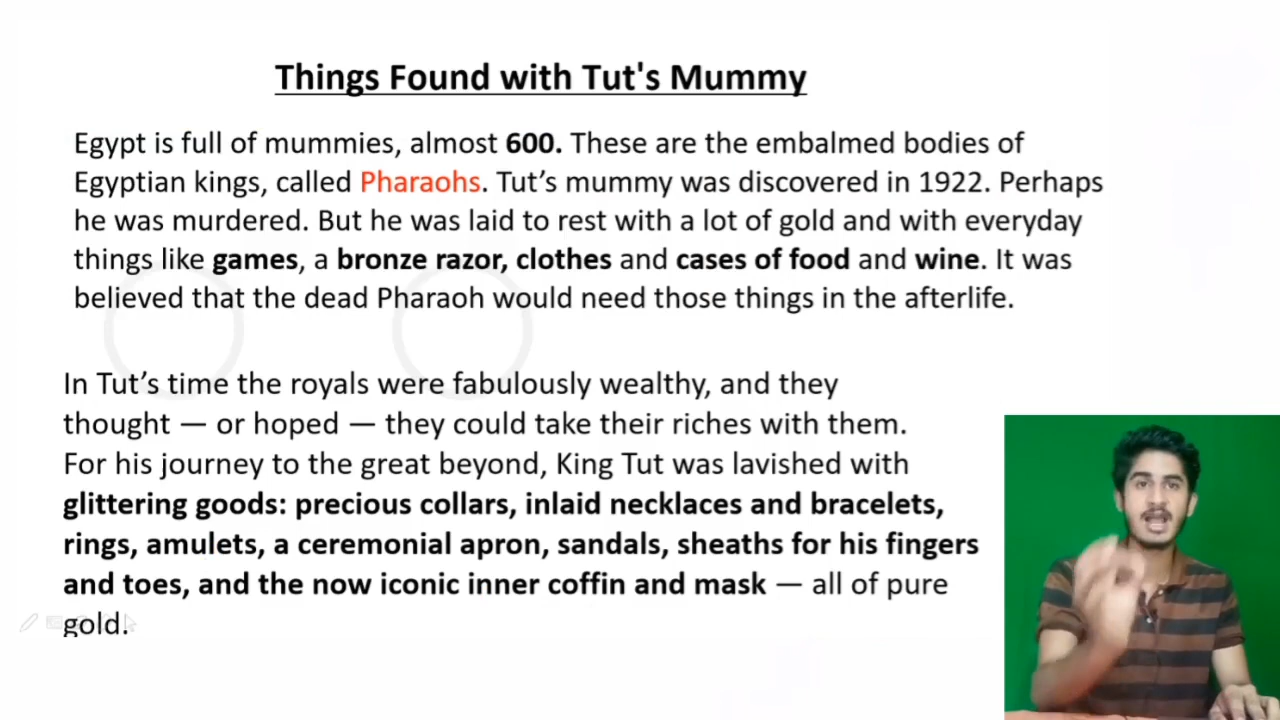 Things Found with Tut's Mummy
Egypt is full of mummies, almost 600. These are the embalmed bodies of
Egyptian kings, called Pharaohs. Tut’s mummy was discovered in 1922. Perhaps
he was murdered. But he was laid to rest with a lot of gold and with everyday
things like games, a bronze razor, clothes and cases of food and wine. It was
believed that the dead Pharaoh would need those things in the afterlife.
In Tut’s time the royals were fabulously wealthy, and they
thought — or hoped — they could take their riches with them.
For his journey to the great beyond, King Tut was lavished with
glittering goods: precious collars, inlaid necklaces and bracelets,
rings, amulets, a ceremonial apron, sandals, sheaths for his fingers
and toes, and the now iconic inner coffin and mask — all of pure
gold.